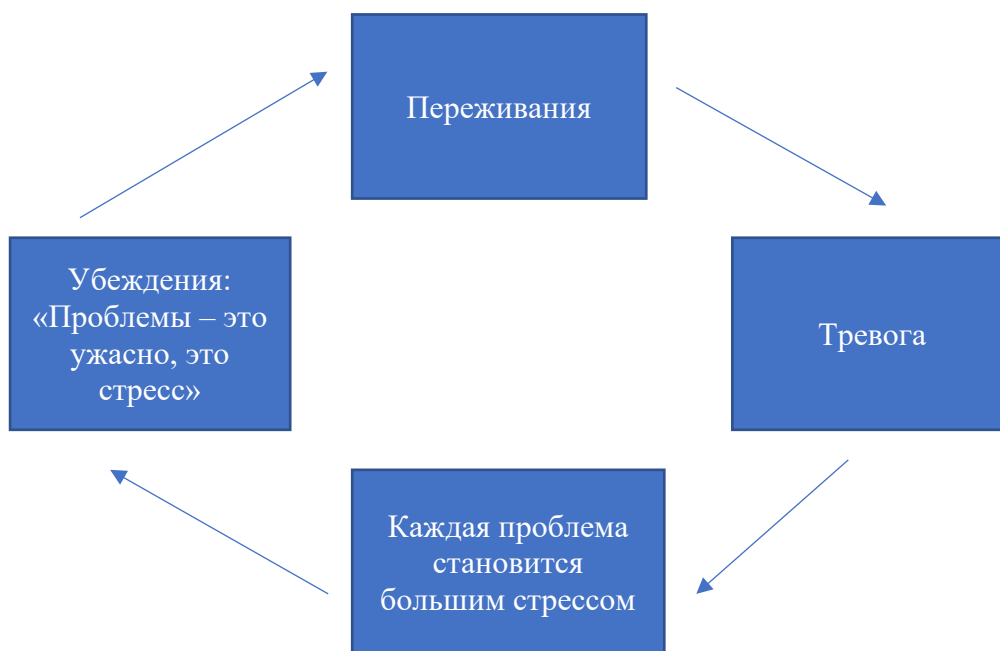 Переживания
Убеждения:
«Проблемы – это
ужасно, это
стресс»
Тревога
Каждая проблема
становится
большим стрессом